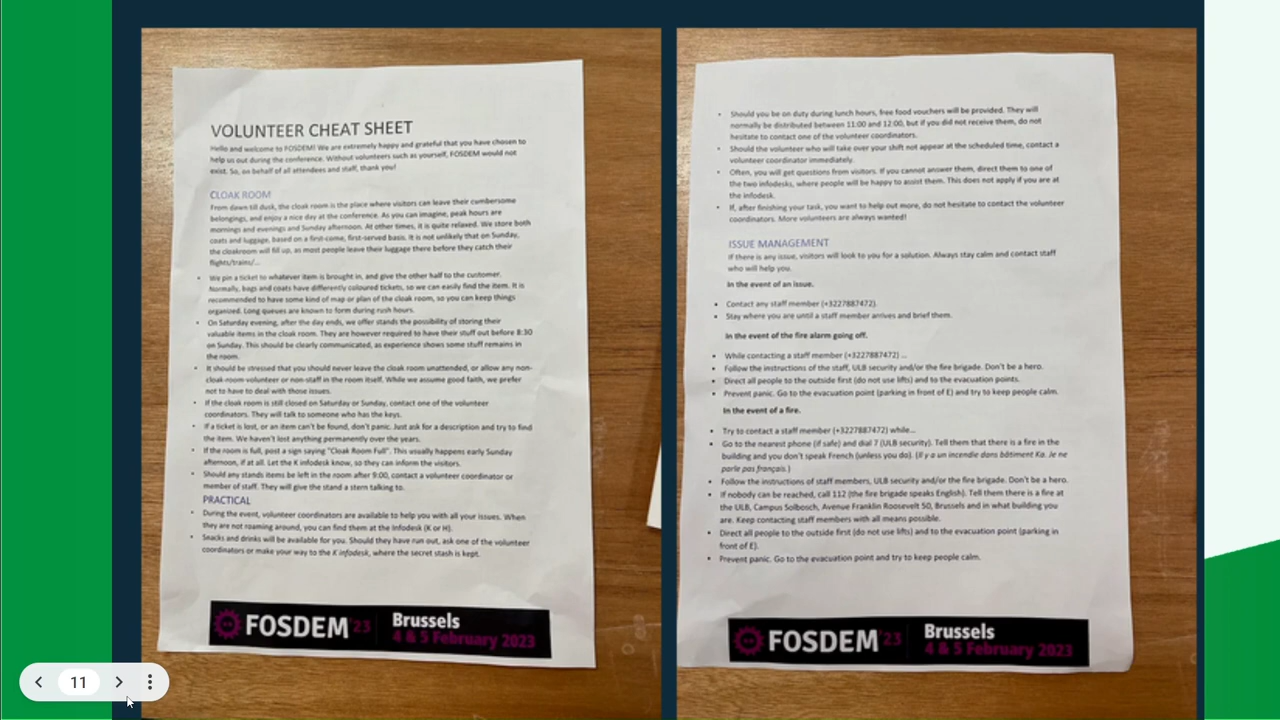 VOLUNTEER CHEAT SHEET
Hello and welcome to FOSDEM! We are extremely happy and grateful that you have chosen to
help us out during the conference. Without volunteers such as yourself, FOSDEM would not
exist. So, on behalf of all attendees and staff, thank you!
CLOAK ROOM
From dawn till dusk, the cloak room is the place where visitors can leave their cumbersome
belongings, and enjoy a nice day at the conference. As you can imagine, peak hours are
mornings and evenings and Sunday afternoon. At other times, it is quite relaxed. We store both
coats and luggage, based on a first-come, first-served basis. It is not unlikely that on Sunday,
the cloakroom will fill up, as most people leave their luggage there before they catch their
flights/trains/...
• We pin a ticket to whatever item is brought in, and give the other half to the customer.
Normally, bags and coats have differently coloured tickets, so we can easily find the item. It is
recommended to have some kind of map or plan of the cloak room, so you can keep things
organized. Long queues are known to form during rush hours.
• On Saturday evening, after the day ends, we offer stands the possibility of storing their
valuable items in the cloak room. They are however required to have their stuff out before 8:30
on Sunday. This should be clearly communicated, as experience shows some stuff remains in
the room.
• It should be stressed that you should never leave the cloak room unattended, or allow any non-
cloak-room-volunteer or non-staff in the room itself. While we assume good faith, we prefer
not to have to deal with those issues.
• If the cloak room is still closed on Saturday or Sunday, contact one of the volunteer
coordinators. They will talk to someone who has the keys.
• If a ticket is lost, or an item can't be found, don't panic. Just ask for a description and try to find
the item. We haven't lost anything permanently over the years.
• If the room is full, post a sign saying "Cloak Room Full". This usually happens early Sunday
afternoon, if at all. Let the K infodesk know, so they can inform the visitors.
• Should any stands items be left in the room after 9:00, contact a volunteer coordinator or
member of staff. They will give the stand a stern talking to.
PRACTICAL
• During the event, volunteer coordinators are available to help you with all your issues. When
they are not roaming around, you can find them at the Infodesk (K or H).
• Snacks and drinks will be available for you. Should they have run out, ask one of the volunteer
coordinators or make your way to the K infodesk, where the secret stash is kept.
FOSDEM'23
Brussels
4 & 5 February 2023
• Should you be on duty during lunch hours, free food vouchers will be provided. They will
normally be distributed between 11:00 and 12:00, but if you did not receive them, do not
hesitate to contact one of the volunteer coordinators.
• Should the volunteer who will take over your shift not appear at the scheduled time, contact a
volunteer coordinator immediately.
• Often, you will get questions from visitors. If you cannot answer them, direct them to one of
the two infodesks, where people will be happy to assist them. This does not apply if you are at
the infodesk.
• If, after finishing your task, you want to help out more, do not hesitate to contact the volunteer
coordinators. More volunteers are always wanted!
ISSUE MANAGEMENT
If there is any issue, visitors will look to you for a solution. Always stay calm and contact staff
who will help you.
In the event of an issue.
• Contact any staff member (+3227887472).
• Stay where you are until a staff member arrives and brief them.
In the event of the fire alarm going off.
• While contacting a staff member (+3227887472) ...
• Follow the instructions of the staff, ULB security and/or the fire brigade. Don't be a hero.
• Direct all people to the outside first (do not use lifts) and to the evacuation points.
• Prevent panic. Go to the evacuation point (parking in front of E) and try to keep people calm.
In the event of a fire.
• Try to contact a staff member (+3227887472) while...
• Go to the nearest phone (if safe) and dial 7 (ULB security). Tell them that there is a fire in the
building and you don't speak French (unless you do). (Il y a un incendie dans bâtiment Ka. Je ne
parle pas français.)
• Follow the instructions of staff members, ULB security and/or the fire brigade. Don't be a hero.
• If nobody can be reached, call 112 (the fire brigade speaks English). Tell them there is a fire at
the ULB, Campus Solbosch, Avenue Franklin Roosevelt 50, Brussels and in what building you
are. Keep contacting staff members with all means possible.
• Direct all people to the outside first (do not use lifts) and to the evacuation point (parking in
front of E).
• Prevent panic. Go to the evacuation point and try to keep people calm.
FOSDEM'23
Brussels
4 & 5 February 2023
11